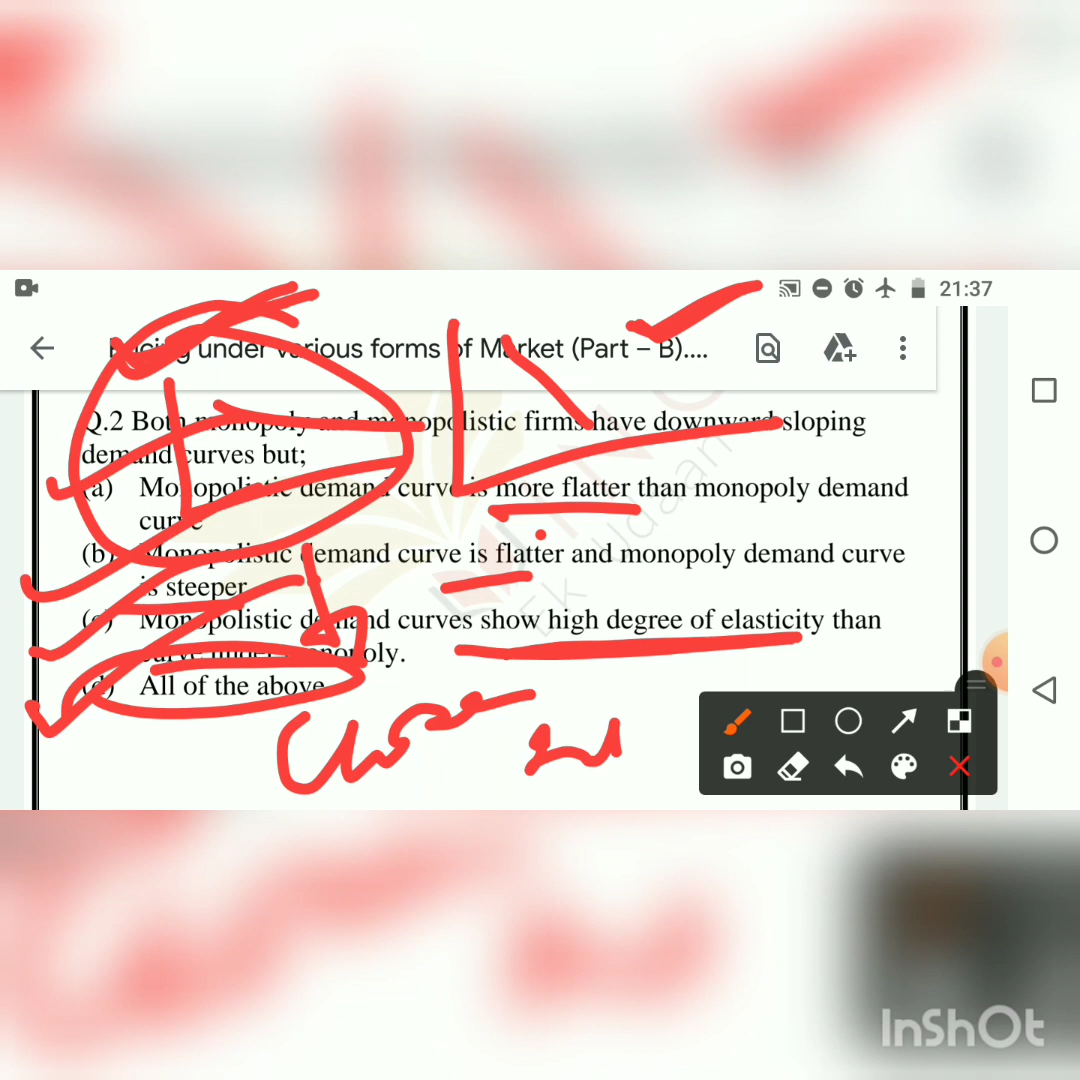 21:37
Pricing under various forms of Market (Part – B)....
Q.2 Both monopoly and monopolistic firms have downward sloping
demand curves but;
(a) Monopolistic demand curve is more flatter than monopoly demand
curve
(b) Monopolistic demand curve is flatter and monopoly demand curve
is steeper
(c) Monopolistic demand curves show high degree of elasticity than
curve under monopoly.
(d) All of the above
InShOt